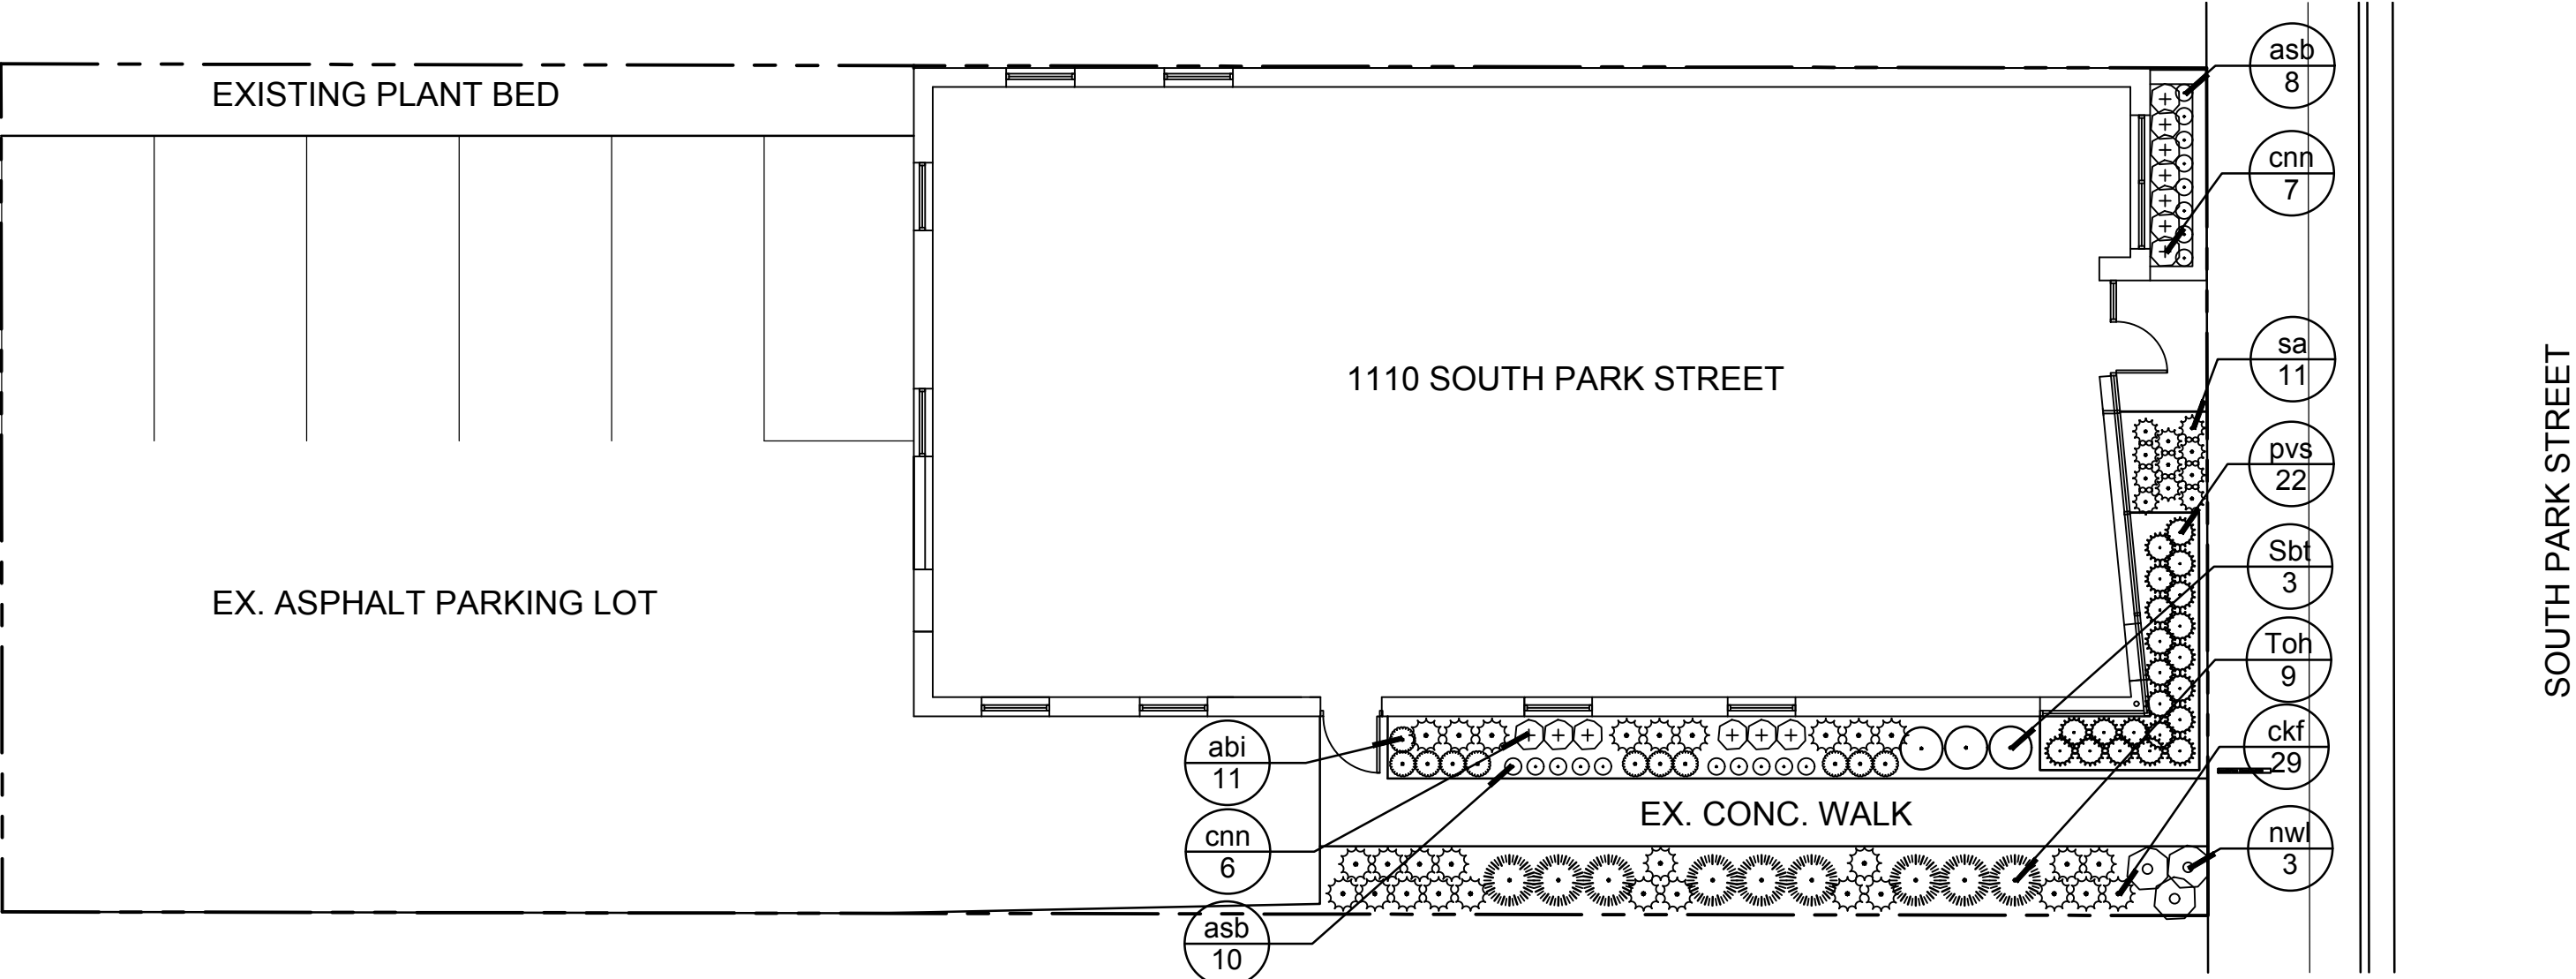 EXISTING PLANT BED
1110 SOUTH PARK STREET
EX. ASPHALT PARKING LOT
EX. CONC. WALK
asb
8
cnn
7
sa
11
pvs
22
Sbt
3
Toh
9
ckf
29
nwl
3
abi
11
cnn
6
asb
10
SOUTH PARK STREET